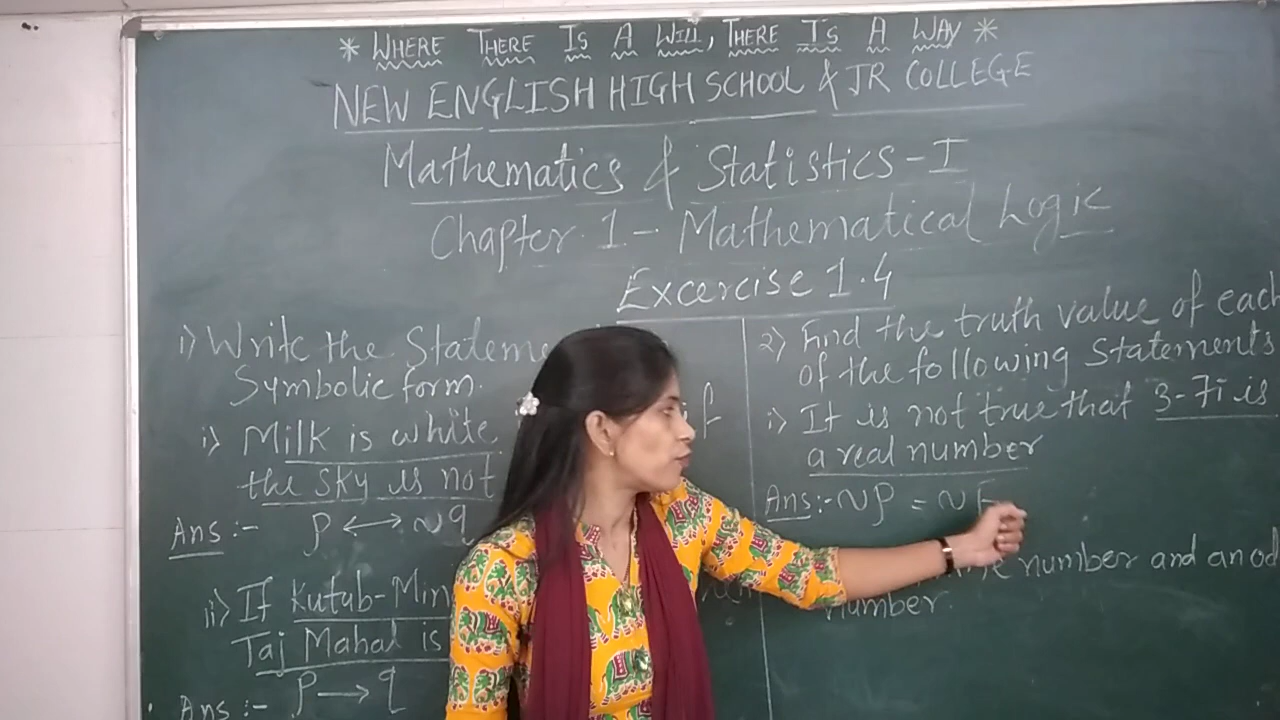 * WHERE THERE IS A WILL, THERE IS A WAY *
NEW ENGLISH HIGH SCHOOL & JR COLLEGE
Mathematics & Statistics-I
Chapter 1- Mathematical Logic
Excercise 1.4
1) Write the Stateme
Symbolic form.
i) Milk is white if
the sky is not
Ans:- p ↔ ~q
ii) If Kutub-Min
Taj Mahal is
Ans:- p → q
2) Find the truth value of each
of the following statements
i) It is not true that 3-7i is
a real number
Ans:- ~p = ~F
number and an od
number.